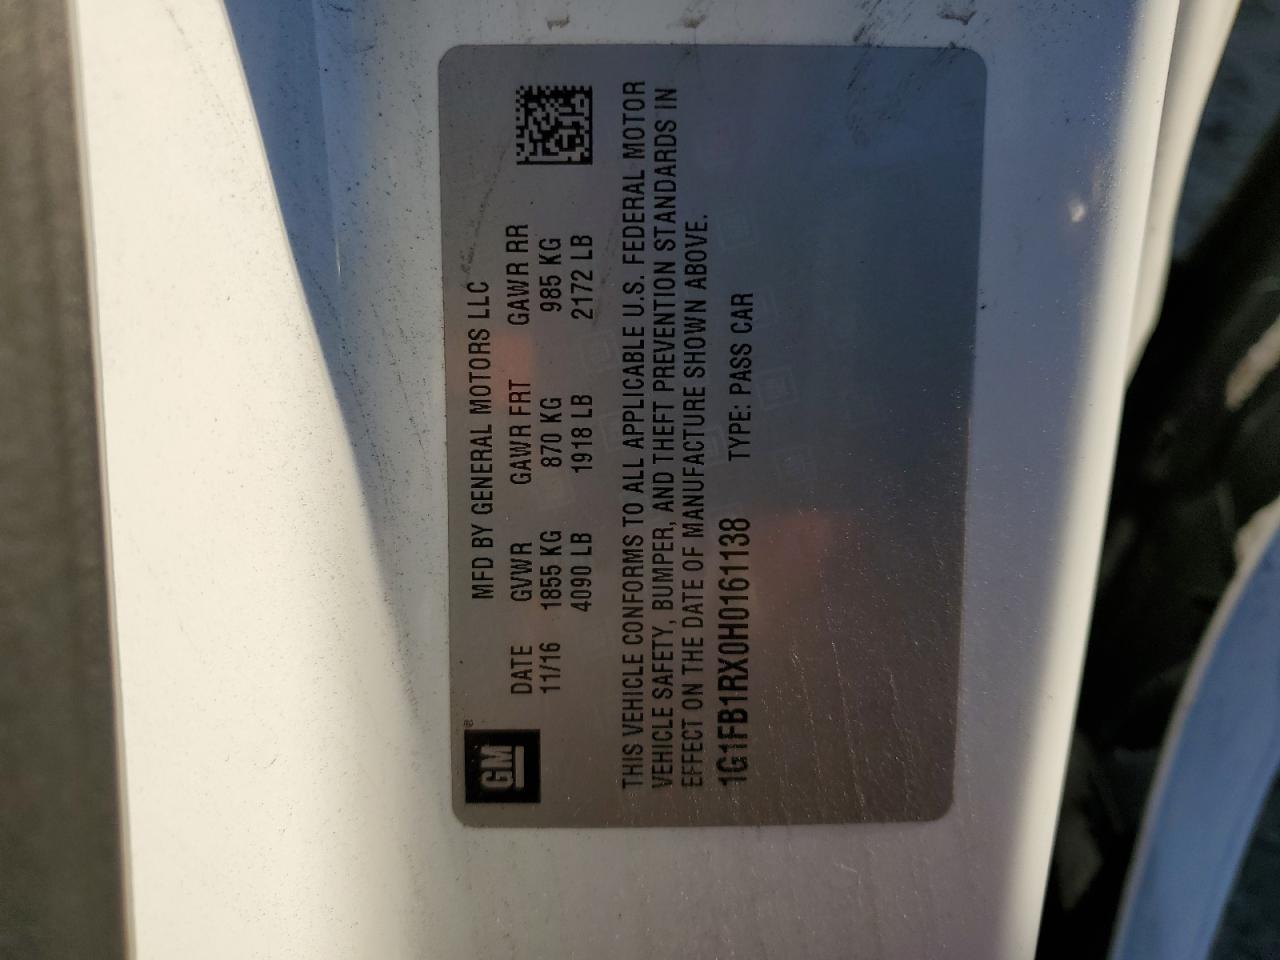 GM®
MFD BY GENERAL MOTORS LLC
DATE GVWR GAWR FRT GAWR RR
11/16 1855 KG 870 KG 985 KG
4090 LB 1918 LB 2172 LB
THIS VEHICLE CONFORMS TO ALL APPLICABLE U.S. FEDERAL MOTOR
VEHICLE SAFETY, BUMPER, AND THEFT PREVENTION STANDARDS IN
EFFECT ON THE DATE OF MANUFACTURE SHOWN ABOVE.
1G1FB1RX0H0161138 TYPE: PASS CAR